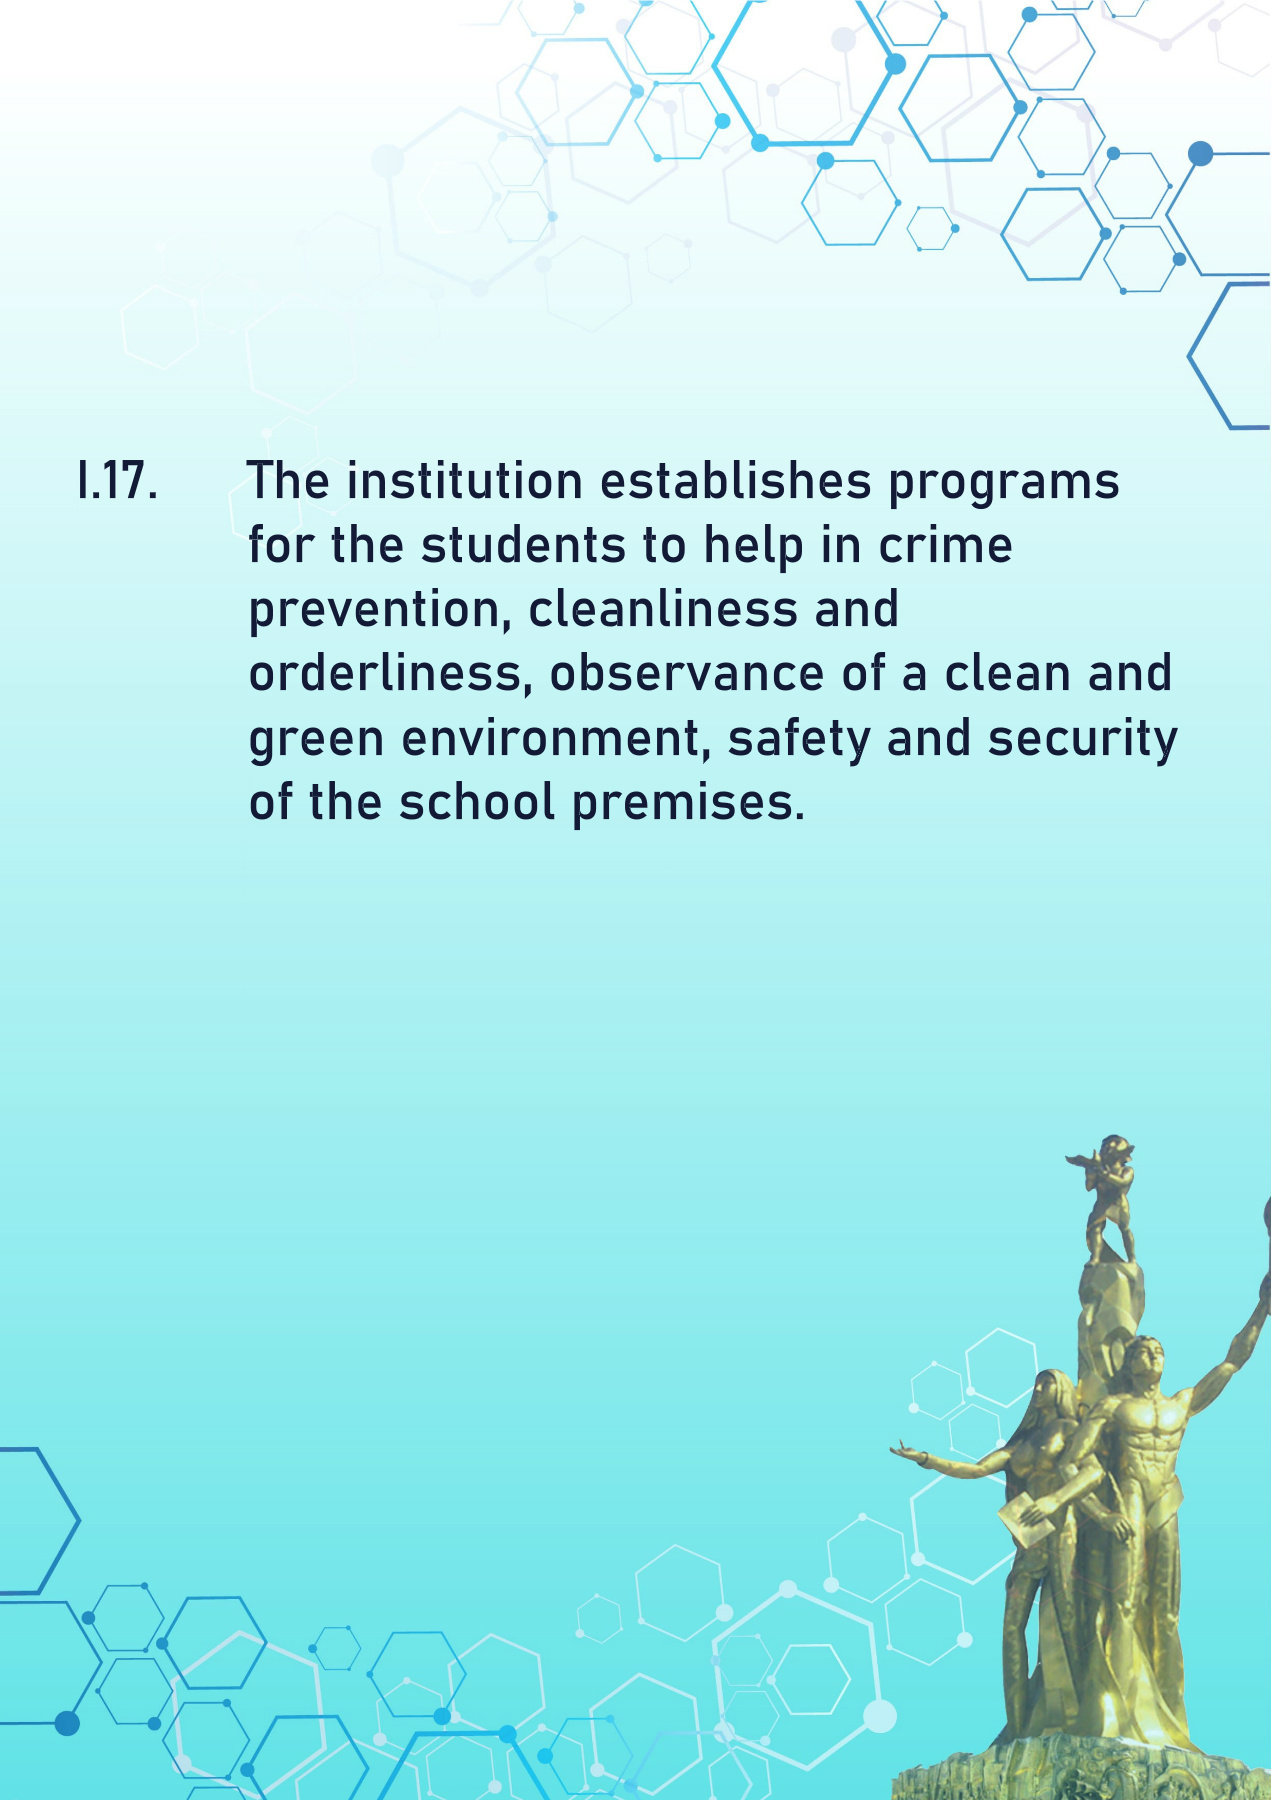 I.17. The institution establishes programs
for the students to help in crime
prevention, cleanliness and
orderliness, observance of a clean and
green environment, safety and security
of the school premises.